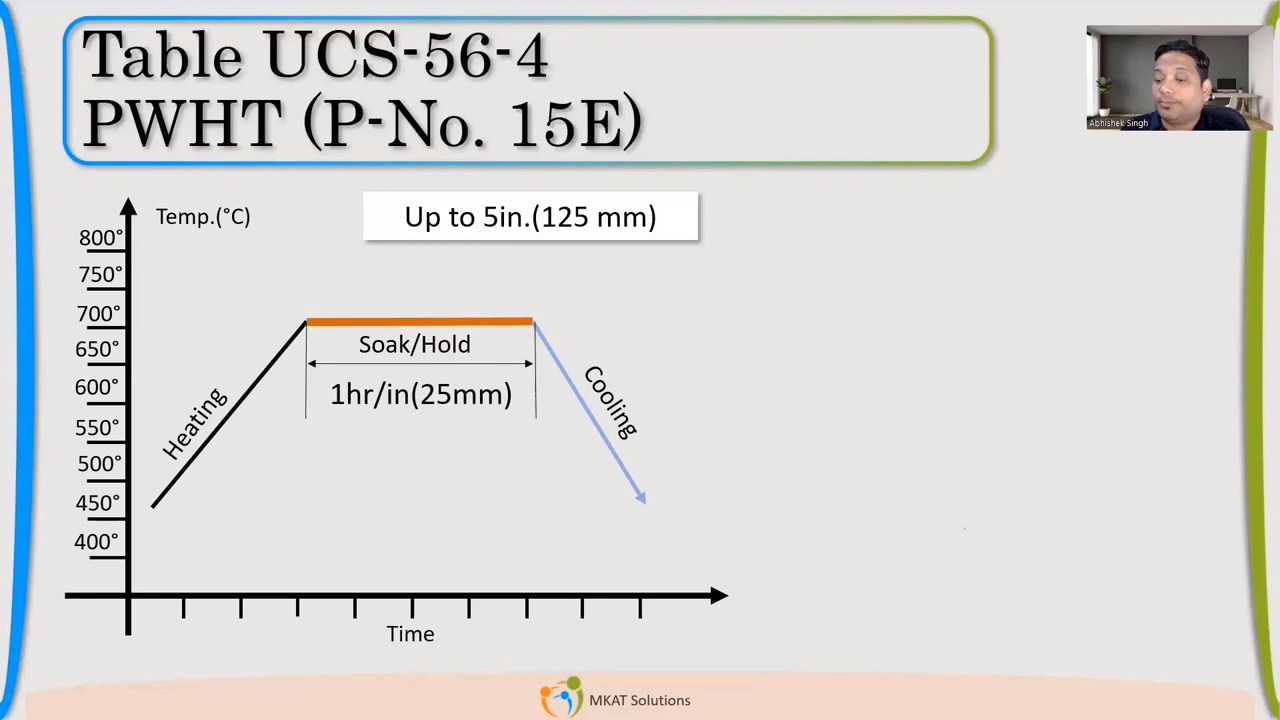 Table UCS-56-4
PWHT (P-No. 15E)
Abhishek Singh
Temp.(°C)
Up to 5in.(125 mm)
800°
750°
700°
650°
600°
550°
500°
450°
400°
Heating
Soak/Hold
1hr/in(25mm)
Cooling
Time
MKAT Solutions